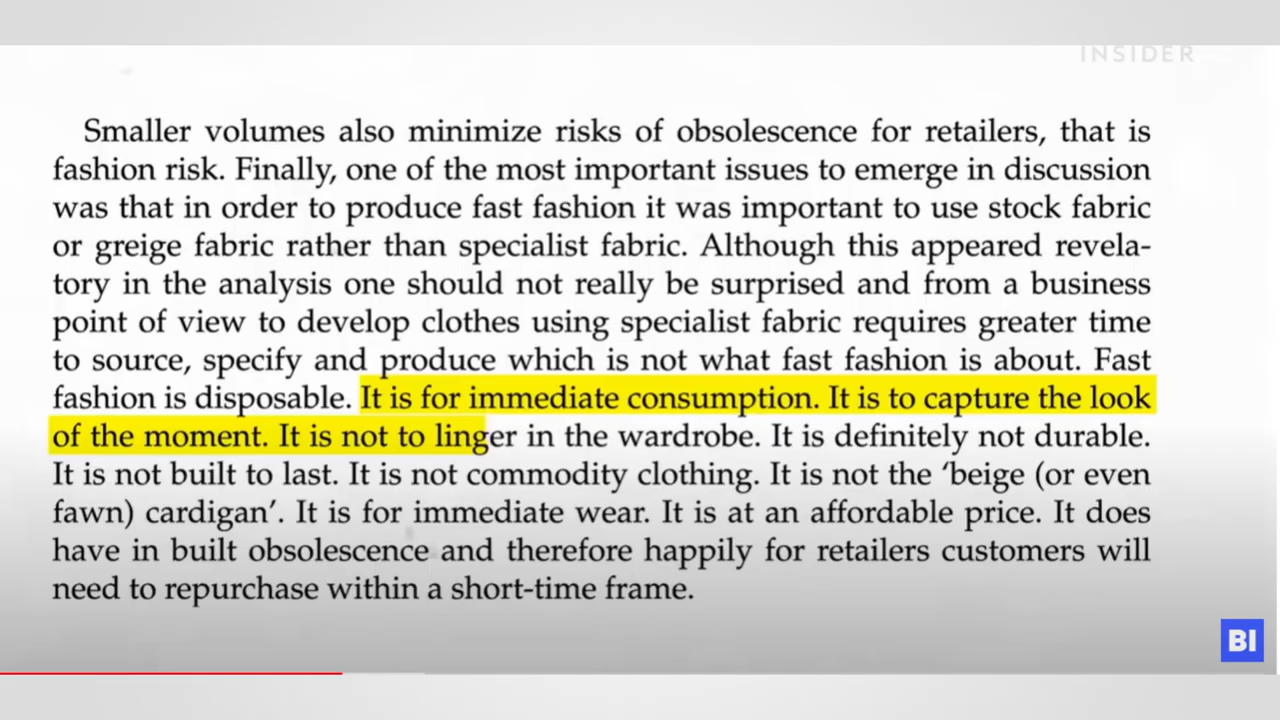 INSIDER
Smaller volumes also minimize risks of obsolescence for retailers, that is
fashion risk. Finally, one of the most important issues to emerge in discussion
was that in order to produce fast fashion it was important to use stock fabric
or greige fabric rather than specialist fabric. Although this appeared revela-
tory in the analysis one should not really be surprised and from a business
point of view to develop clothes using specialist fabric requires greater time
to source, specify and produce which is not what fast fashion is about. Fast
fashion is disposable. It is for immediate consumption. It is to capture the look
of the moment. It is not to linger in the wardrobe. It is definitely not durable.
It is not built to last. It is not commodity clothing. It is not the ‘beige (or even
fawn) cardigan’. It is for immediate wear. It is at an affordable price. It does
have in built obsolescence and therefore happily for retailers customers will
need to repurchase within a short-time frame.
BI